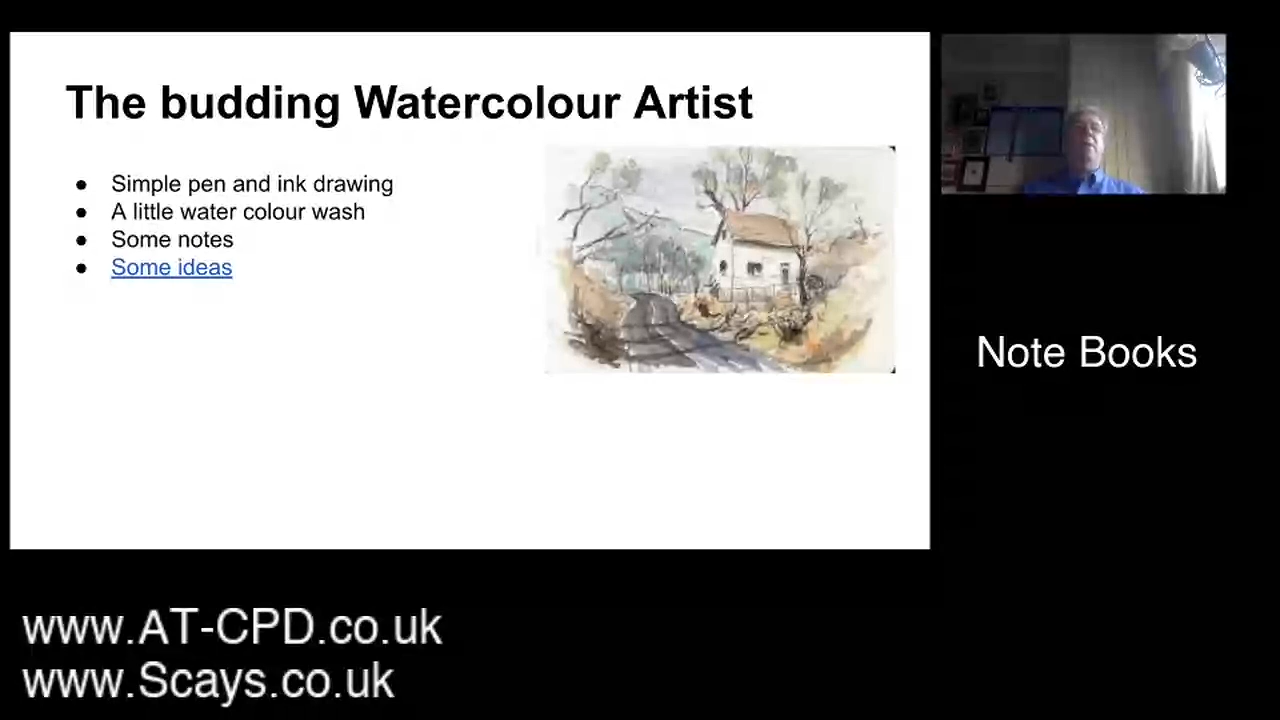 The budding Watercolour Artist
● Simple pen and ink drawing
● A little water colour wash
● Some notes
● Some ideas
Note Books
www.AT-CPD.co.uk
www.Scays.co.uk